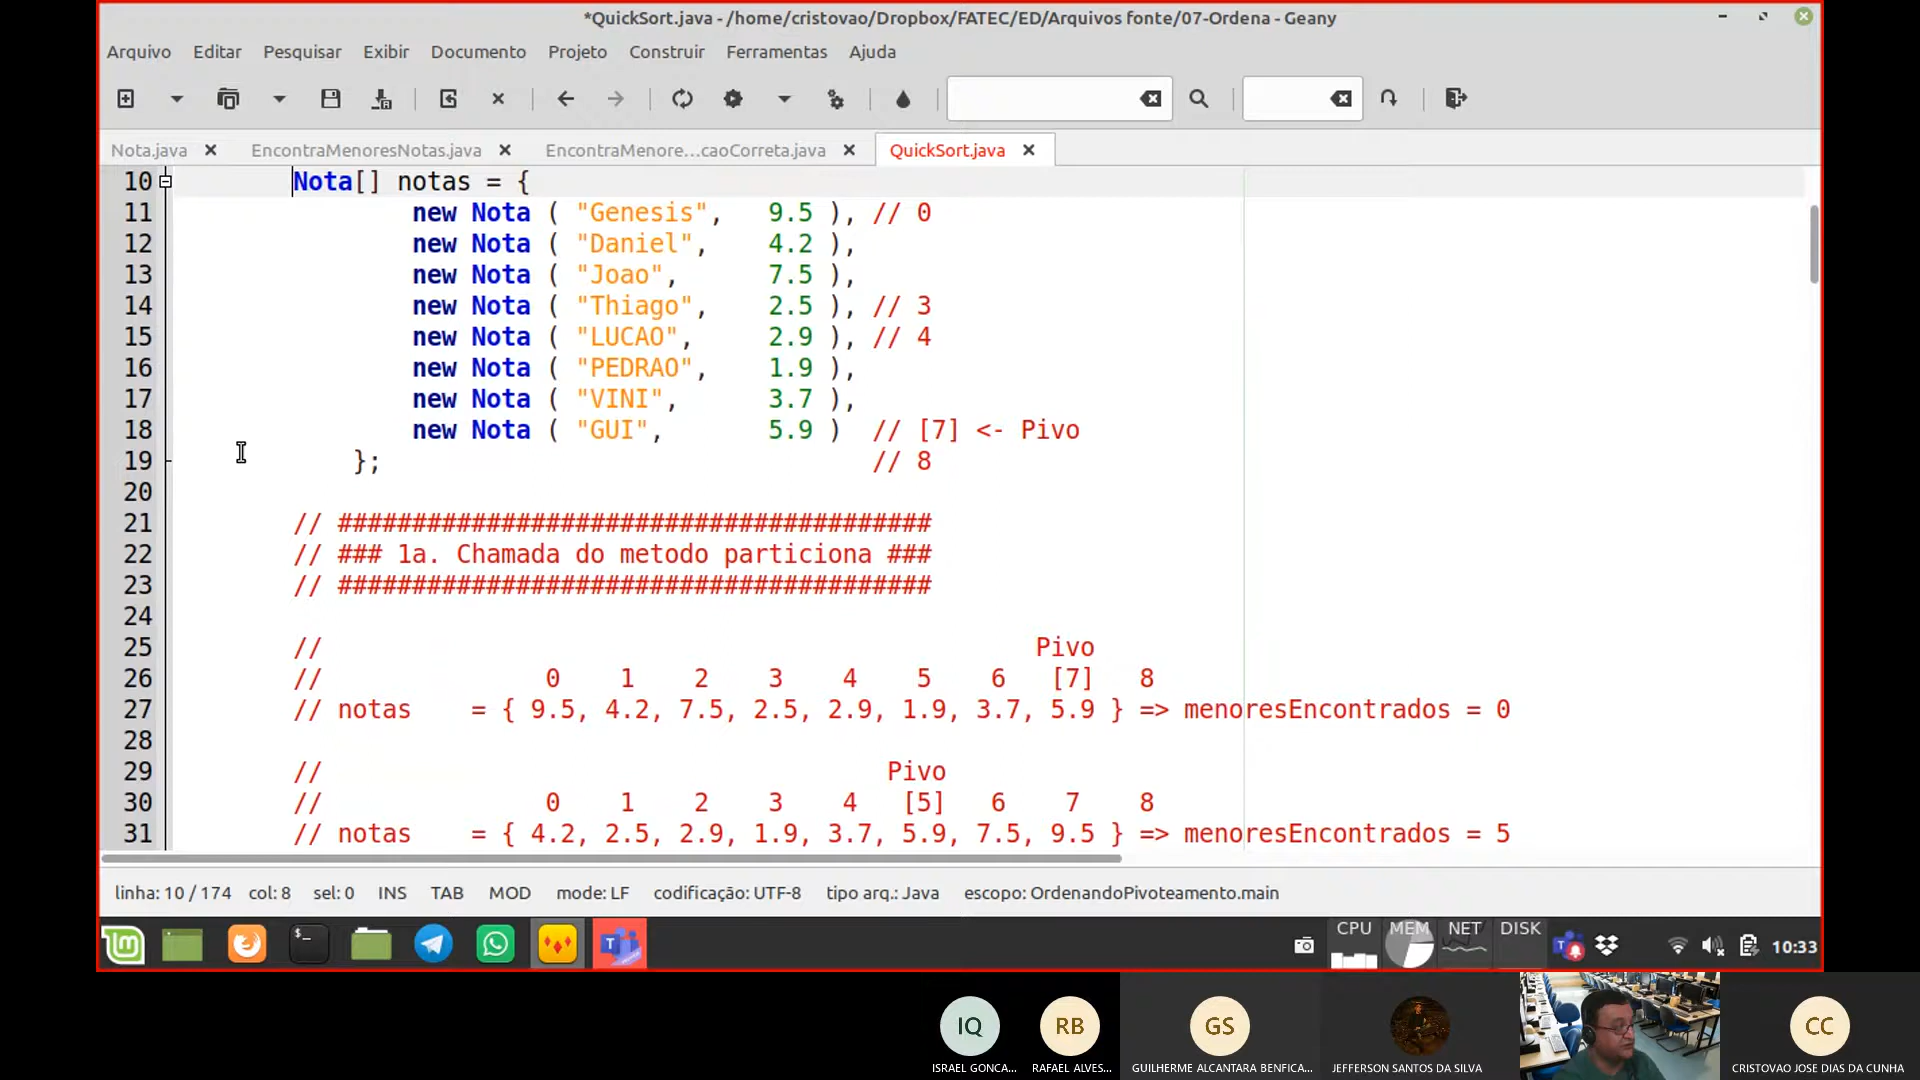 *QuickSort.java - /home/cristovao/Dropbox/FATEC/ED/Arquivos fonte/07-Ordena - Geany
Arquivo Editar Pesquisar Exibir Documento Projeto Construir Ferramentas Ajuda
Nota.java EncontraMenoresNotas.java EncontraMenore...caoCorreta.java QuickSort.java
10 Nota[] notas = {
11 new Nota ( "Genesis", 9.5 ), // 0
12 new Nota ( "Daniel", 4.2 ),
13 new Nota ( "Joao", 7.5 ),
14 new Nota ( "Thiago", 2.5 ), // 3
15 new Nota ( "LUCAO", 2.9 ), // 4
16 new Nota ( "PEDRAO", 1.9 ),
17 new Nota ( "VINI", 3.7 ),
18 new Nota ( "GUI", 5.9 ) // [7] <- Pivo
19 }; // 8
20
21 // ########################################
22 // ### 1a. Chamada do metodo particiona ###
23 // ########################################
24
25 // Pivo
26 // 0 1 2 3 4 5 6 [7] 8
27 // notas = { 9.5, 4.2, 7.5, 2.5, 2.9, 1.9, 3.7, 5.9 } => menoresEncontrados = 0
28
29 // Pivo
30 // 0 1 2 3 4 [5] 6 7 8
31 // notas = { 4.2, 2.5, 2.9, 1.9, 3.7, 5.9, 7.5, 9.5 } => menoresEncontrados = 5
linha: 10 / 174 col: 8 sel: 0 INS TAB MOD mode: LF codificação: UTF-8 tipo arq.: Java escopo: OrdenandoPivoteamento.main
CPU MEM NET DISK 10:33
IQ RB GS CC
ISRAEL GONCA... RAFAEL ALVES... GUILHERME ALCANTARA BENFICA... JEFFERSON SANTOS DA SILVA CRISTOVAO JOSE DIAS DA CUNHA